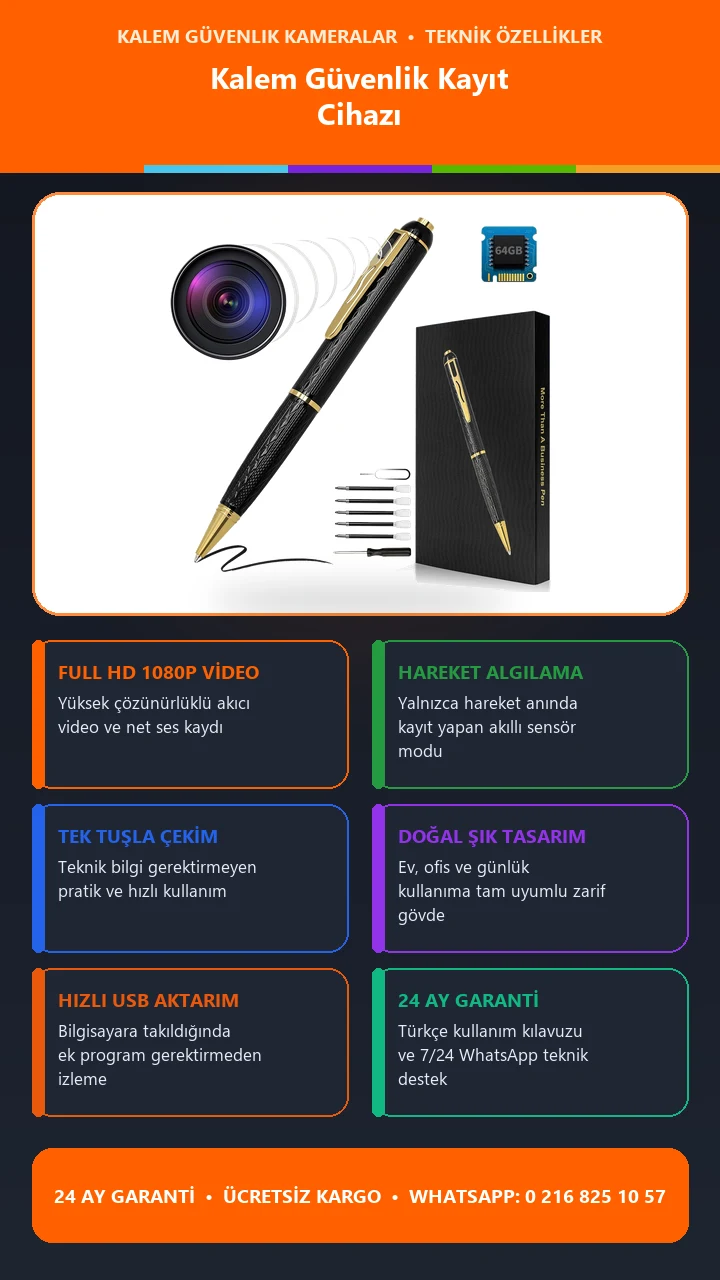 KALEM GÜVENLIK KAMERALAR • TEKNİK ÖZELLİKLER
Kalem Güvenlik Kayıt
Cihazı
64GB
More Than A Business Pen
FULL HD 1080P VİDEO
Yüksek çözünürlüklü akıcı
video ve net ses kaydı
HAREKET ALGILAMA
Yalnızca hareket anında
kayıt yapan akıllı sensör
modu
TEK TUŞLA ÇEKİM
Teknik bilgi gerektirmeyen
pratik ve hızlı kullanım
DOĞAL ŞIK TASARIM
Ev, ofis ve günlük
kullanıma tam uyumlu zarif
gövde
HIZLI USB AKTARIM
Bilgisayara takıldığında
ek program gerektirmeden
izleme
24 AY GARANTİ
Türkçe kullanım kılavuzu
ve 7/24 WhatsApp teknik
destek
24 AY GARANTİ • ÜCRETSİZ KARGO • WHATSAPP: 0 216 825 10 57